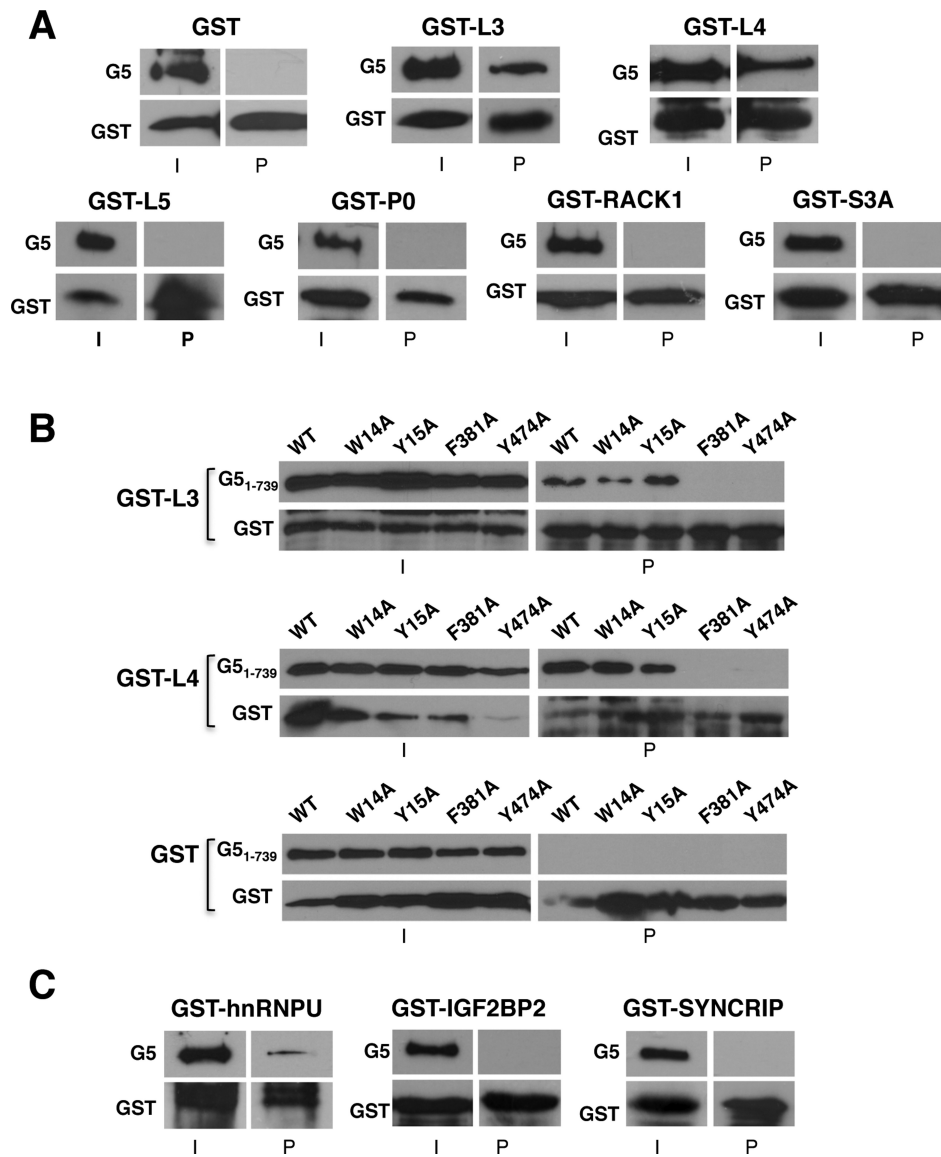 A
GST GST-L3 GST-L4
G5 G5 G5
GST GST GST
I P I P I P
GST-L5 GST-P0 GST-RACK1 GST-S3A
G5 G5 G5 G5
GST GST GST GST
I P I P I P I P
B
WT W14A Y15A F381A Y474A WT W14A Y15A F381A Y474A
GST-L3 G51-739
GST
I P
WT W14A Y15A F381A Y474A WT W14A Y15A F381A Y474A
GST-L4 G51-739
GST
I P
WT W14A Y15A F381A Y474A WT W14A Y15A F381A Y474A
GST G51-739
GST
I P
C
GST-hnRNPU GST-IGF2BP2 GST-SYNCRIP
G5 G5 G5
GST GST GST
I P I P I P